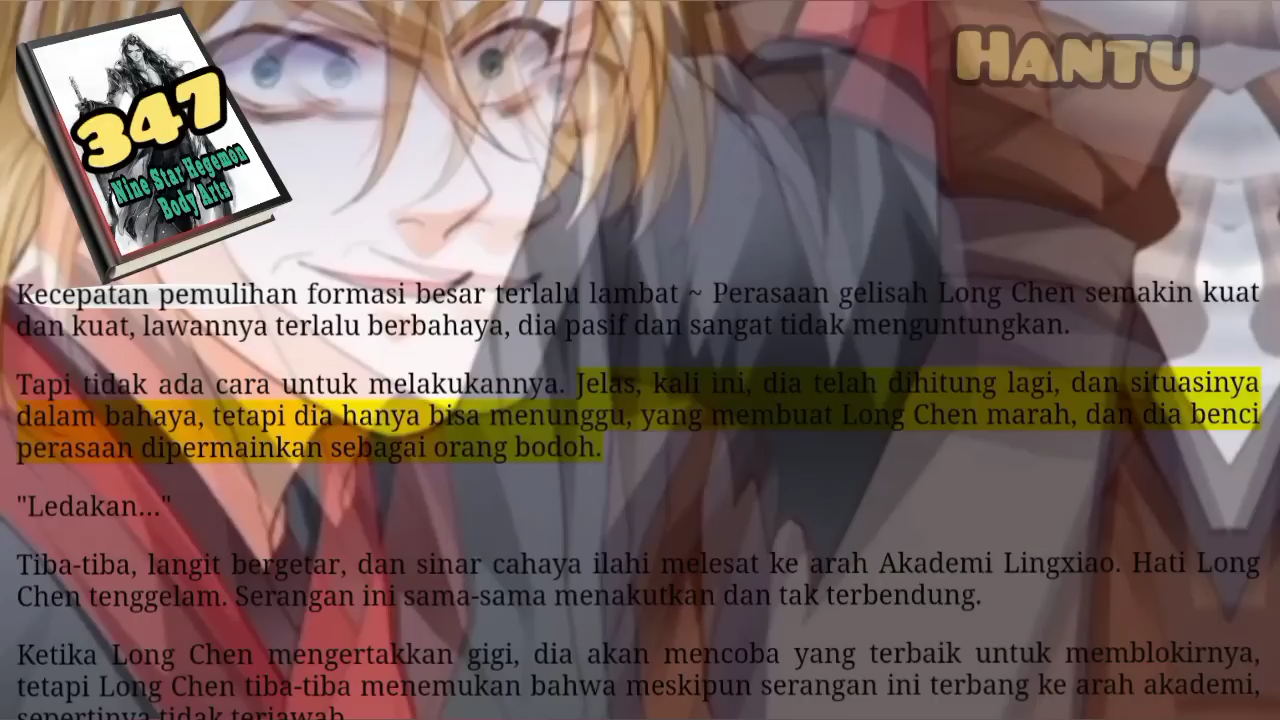 HANTU
347
Nine Star Hegemon
Body Arts
Kecepatan pemulihan formasi besar terlalu lambat ~ Perasaan gelisah Long Chen semakin kuat
dan kuat, lawannya terlalu berbahaya, dia pasif dan sangat tidak menguntungkan.
Tapi tidak ada cara untuk melakukannya. Jelas, kali ini, dia telah dihitung lagi, dan situasinya
dalam bahaya, tetapi dia hanya bisa menunggu, yang membuat Long Chen marah, dan dia benci
perasaan dipermainkan sebagai orang bodoh.
"Ledakan..."
Tiba-tiba, langit bergetar, dan sinar cahaya ilahi melesat ke arah Akademi Lingxiao. Hati Long
Chen tenggelam. Serangan ini sama-sama menakutkan dan tak terbendung.
Ketika Long Chen mengertakkan gigi, dia akan mencoba yang terbaik untuk memblokirnya,
tetapi Long Chen tiba-tiba menemukan bahwa meskipun serangan ini terbang ke arah akademi,
sepertinya tidak terjawab.